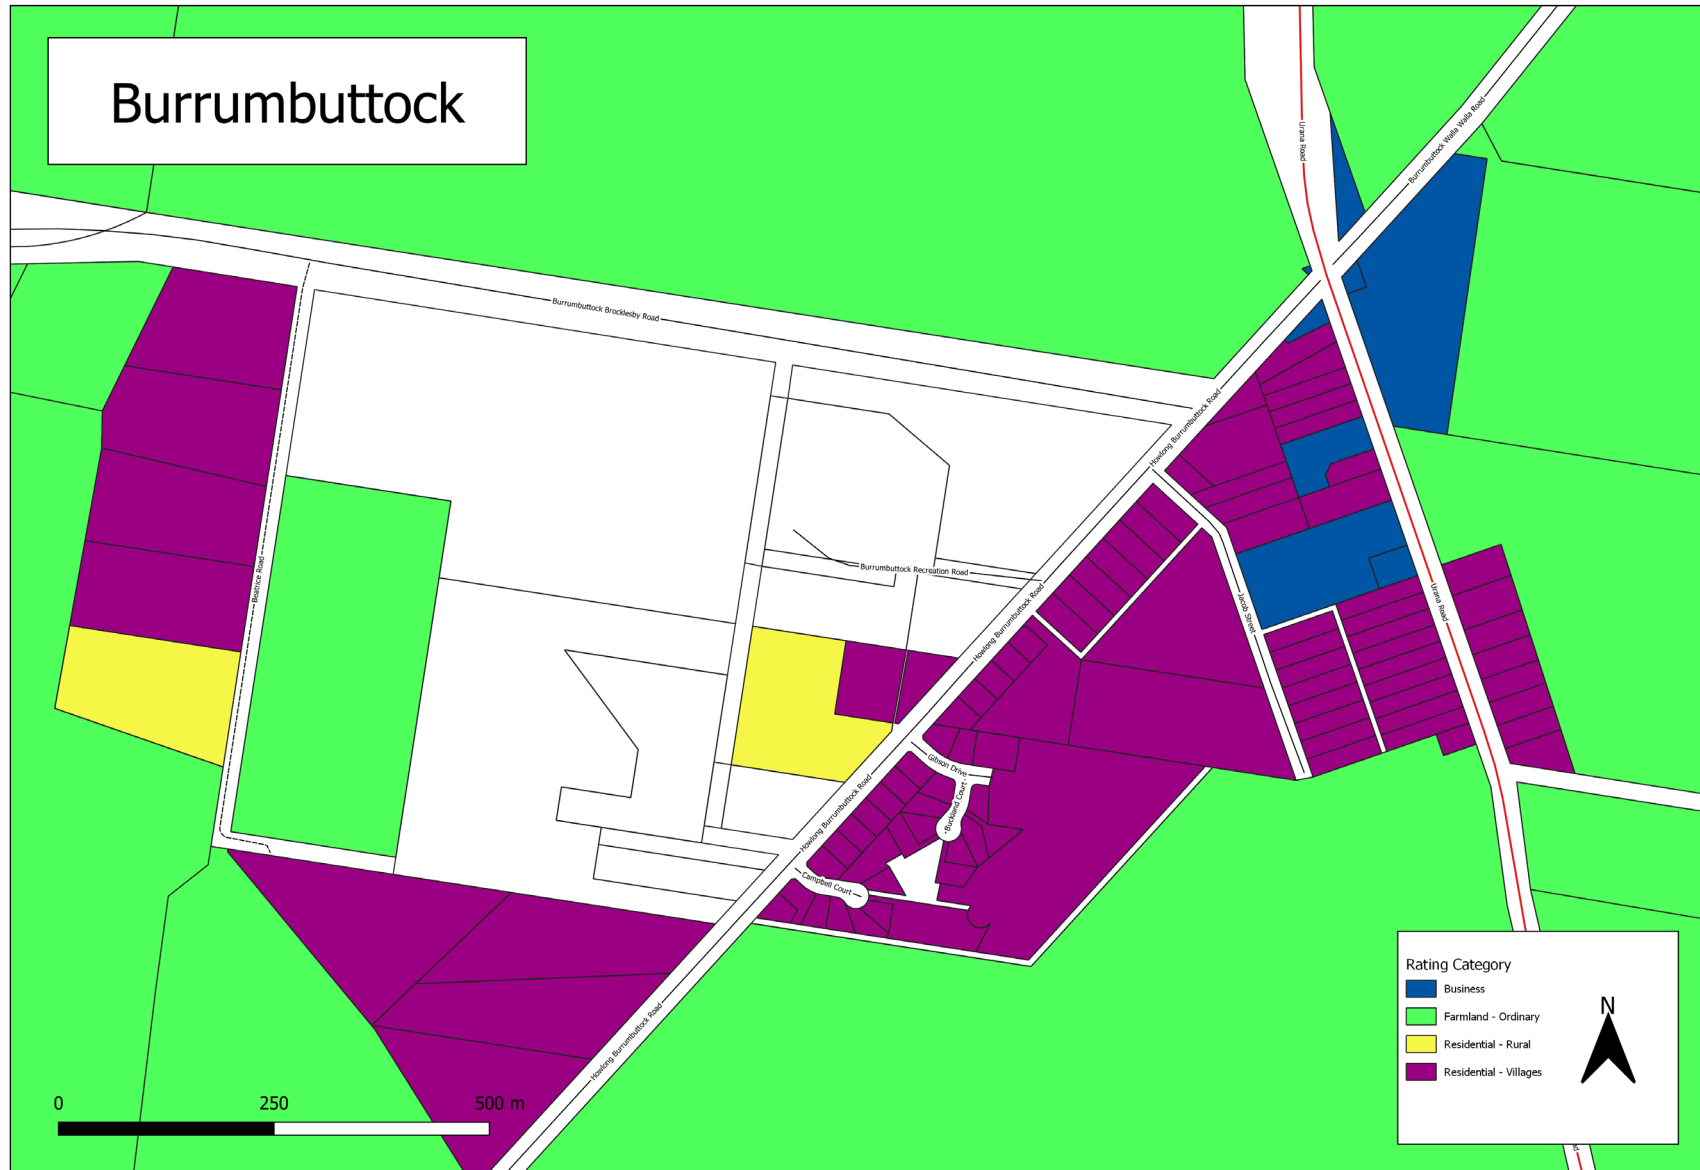 Burrumbuttock
Urana Road
Burrumbuttock Walla Walla Road
Burrumbuttock Brocklesby Road
Howlong Burrumbuttock Road
Beatrice Road
Burrumbuttock Recreation Road
Howlong Burrumbuttock Road
Jacob Street
Urana Road
Gibson Drive
Buckland Court
Howlong Burrumbuttock Road
Campbell Court
Howlong Burrumbuttock Road
Rating Category
Business
Farmland - Ordinary
Residential - Rural
Residential - Villages
N
0 250 500 m